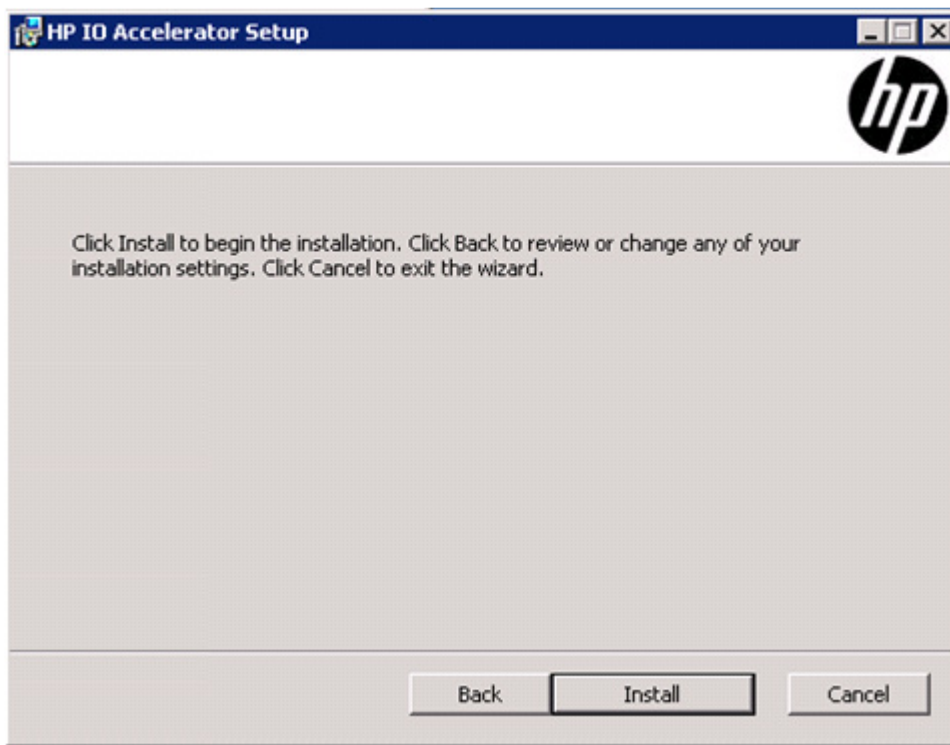 HP IO Accelerator Setup
hp
Click Install to begin the installation. Click Back to review or change any of your
installation settings. Click Cancel to exit the wizard.
Back Install Cancel